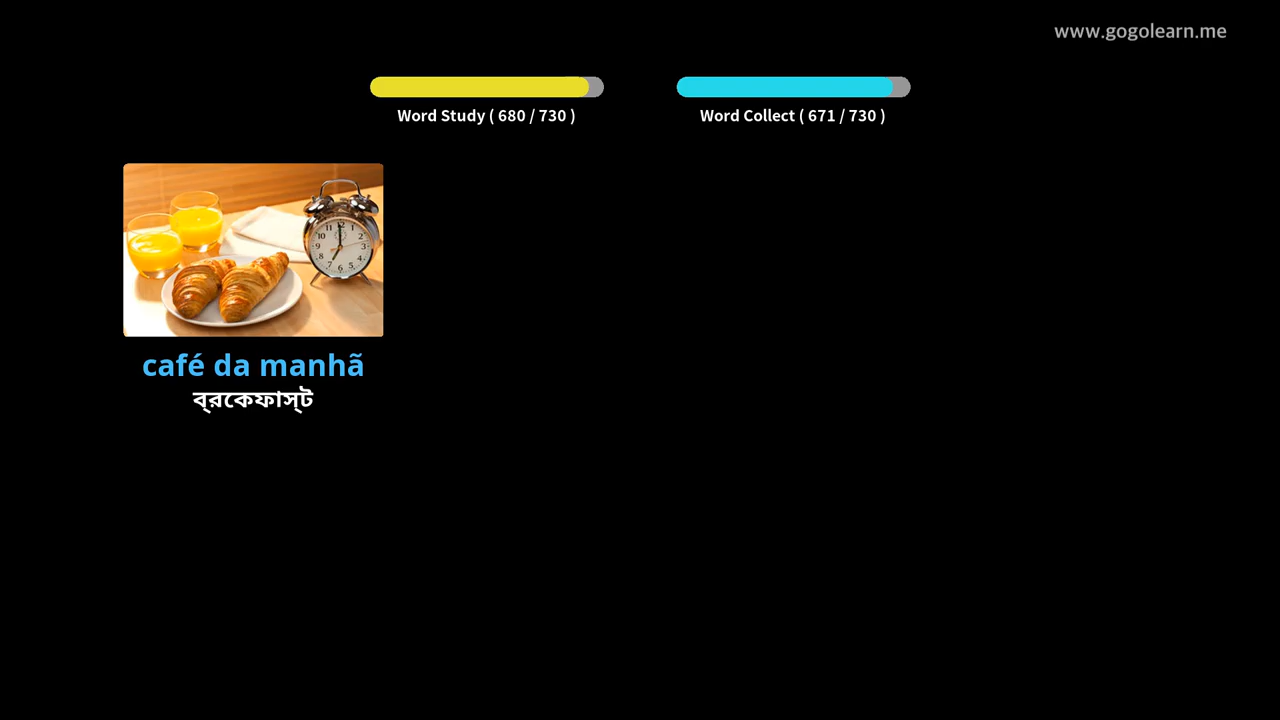 www.gogolearn.me
Word Study ( 680 / 730 )
Word Collect ( 671 / 730 )
café da manhã
ব্রেকফাস্ট